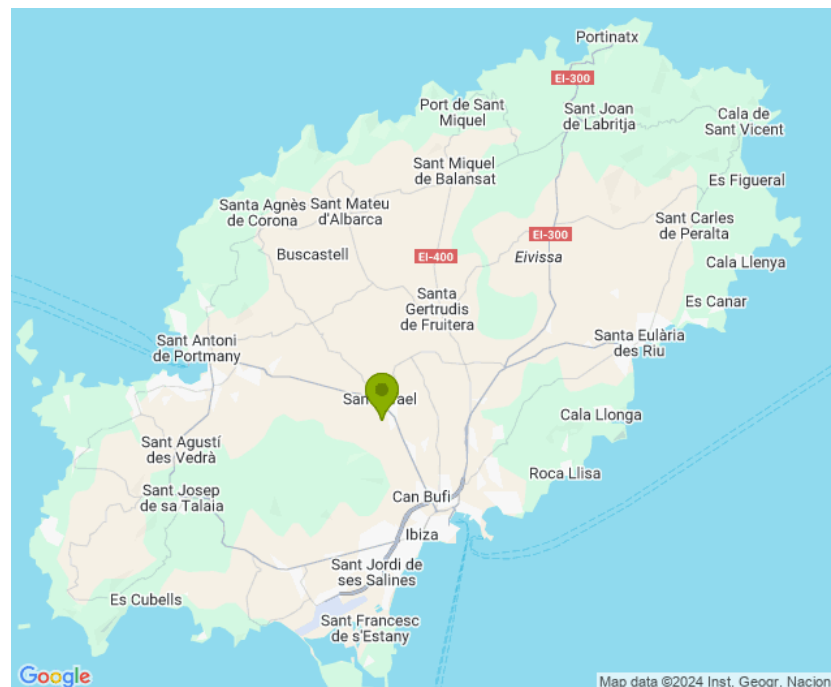 Portinatx
EI-300
Port de Sant
Miquel
Sant Joan
de Labritja
Cala de
Sant Vicent
Sant Miquel
de Balansat
Es Figueral
Santa Agnès
de Corona
Sant Mateu
d'Albarca
Sant Carles
de Peralta
EI-300
Buscastell
EI-400
Eivissa
Cala Llenya
Santa
Gertrudis
de Fruitera
Es Canar
Sant Antoni
de Portmany
Santa Eulària
des Riu
Cala Llonga
Sant Agustí
des Vedrà
Roca Llisa
Sant Josep
de sa Talaia
Can Bufi
Ibiza
Sant Jordi de
ses Salines
Es Cubells
Sant Francesc
de s'Estany
Google
Map data ©2024 Inst. Geogr. Nacion